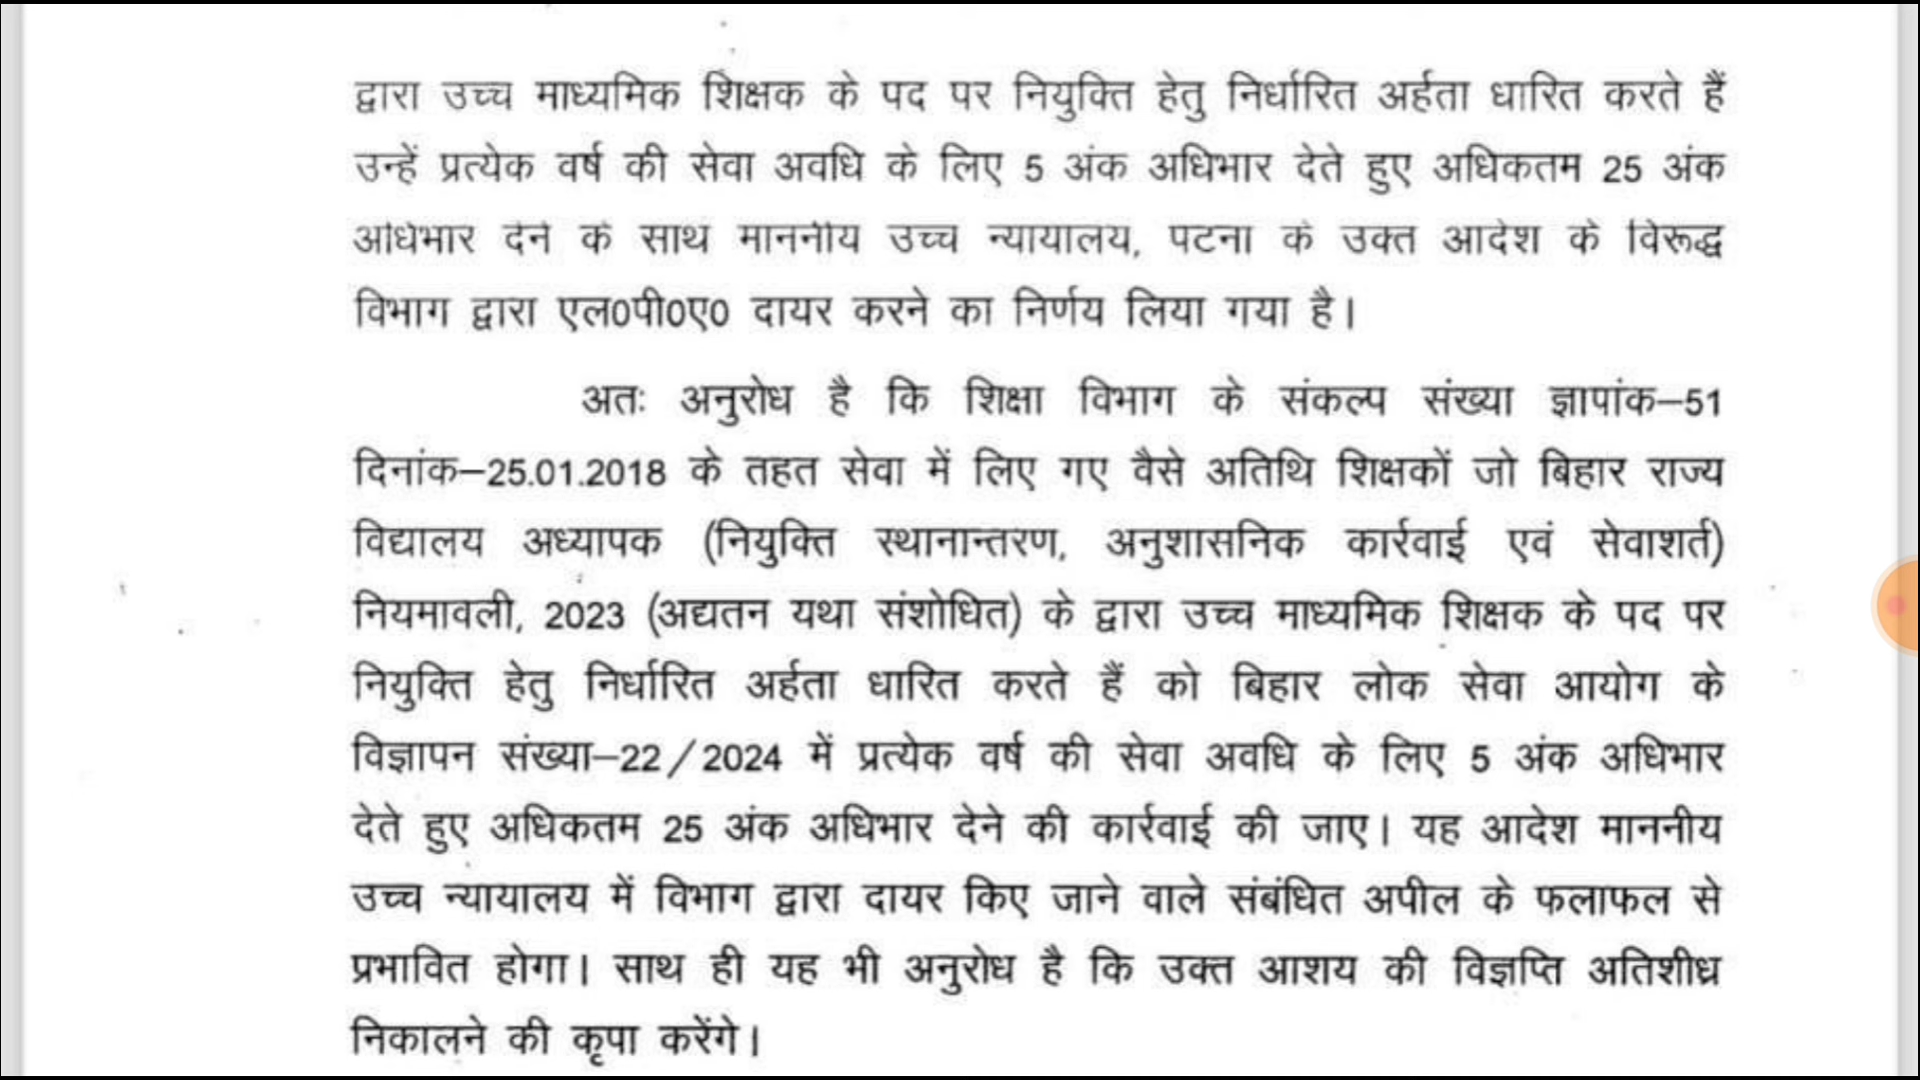 द्वारा उच्च माध्यमिक शिक्षक के पद पर नियुक्ति हेतु निर्धारित अर्हता धारित करते हैं
उन्हें प्रत्येक वर्ष की सेवा अवधि के लिए 5 अंक अधिभार देते हुए अधिकतम 25 अंक
अधिभार देने के साथ माननीय उच्च न्यायालय, पटना के उक्त आदेश के विरूद्ध
विभाग द्वारा एल0पी0ए0 दायर करने का निर्णय लिया गया है।
अतः अनुरोध है कि शिक्षा विभाग के संकल्प संख्या ज्ञापांक–51
दिनांक–25.01.2018 के तहत सेवा में लिए गए वैसे अतिथि शिक्षकों जो बिहार राज्य
विद्यालय अध्यापक (नियुक्ति स्थानान्तरण, अनुशासनिक कार्रवाई एवं सेवाशर्त)
नियमावली, 2023 (अद्यतन यथा संशोधित) के द्वारा उच्च माध्यमिक शिक्षक के पद पर
नियुक्ति हेतु निर्धारित अर्हता धारित करते हैं को बिहार लोक सेवा आयोग के
विज्ञापन संख्या–22/2024 में प्रत्येक वर्ष की सेवा अवधि के लिए 5 अंक अधिभार
देते हुए अधिकतम 25 अंक अधिभार देने की कार्रवाई की जाए। यह आदेश माननीय
उच्च न्यायालय में विभाग द्वारा दायर किए जाने वाले संबंधित अपील के फलाफल से
प्रभावित होगा। साथ ही यह भी अनुरोध है कि उक्त आशय की विज्ञप्ति अतिशीध्र
निकालने की कृपा करेंगे।